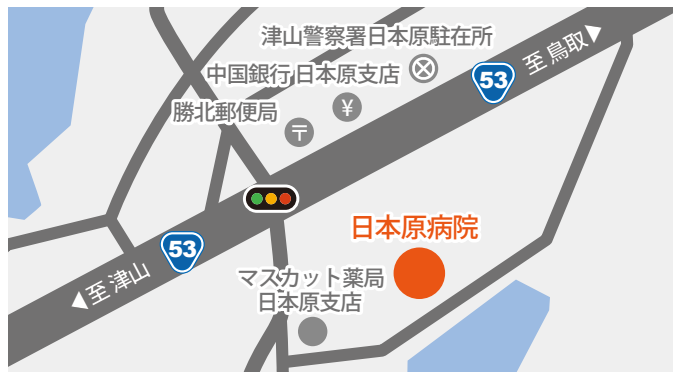 津山警察署日本原駐在所
至鳥取▶
53
中国銀行 日本原支店
¥
勝北郵便局
〒
日本原病院
53
マスカット薬局
日本原支店
◀至津山